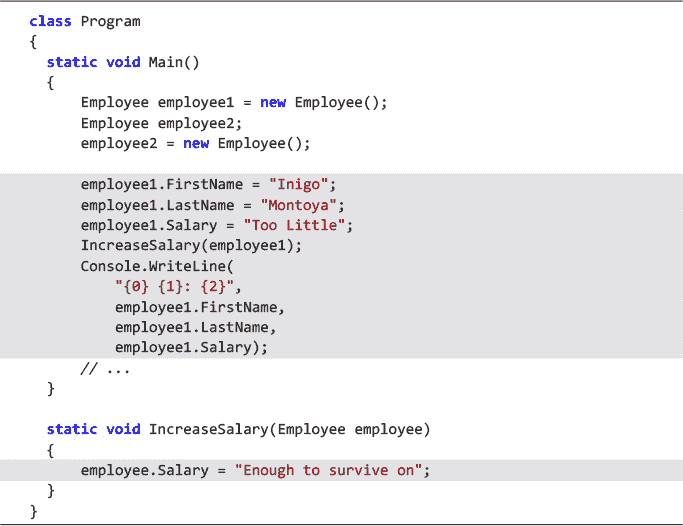 class Program
{
  static void Main()
  {
      Employee employee1 = new Employee();
      Employee employee2;
      employee2 = new Employee();

      employee1.FirstName = "Inigo";
      employee1.LastName = "Montoya";
      employee1.Salary = "Too Little";
      IncreaseSalary(employee1);
      Console.WriteLine(
          "{0} {1}: {2}",
          employee1.FirstName,
          employee1.LastName,
          employee1.Salary);
      // ...
  }

  static void IncreaseSalary(Employee employee)
  {
      employee.Salary = "Enough to survive on";
  }
}